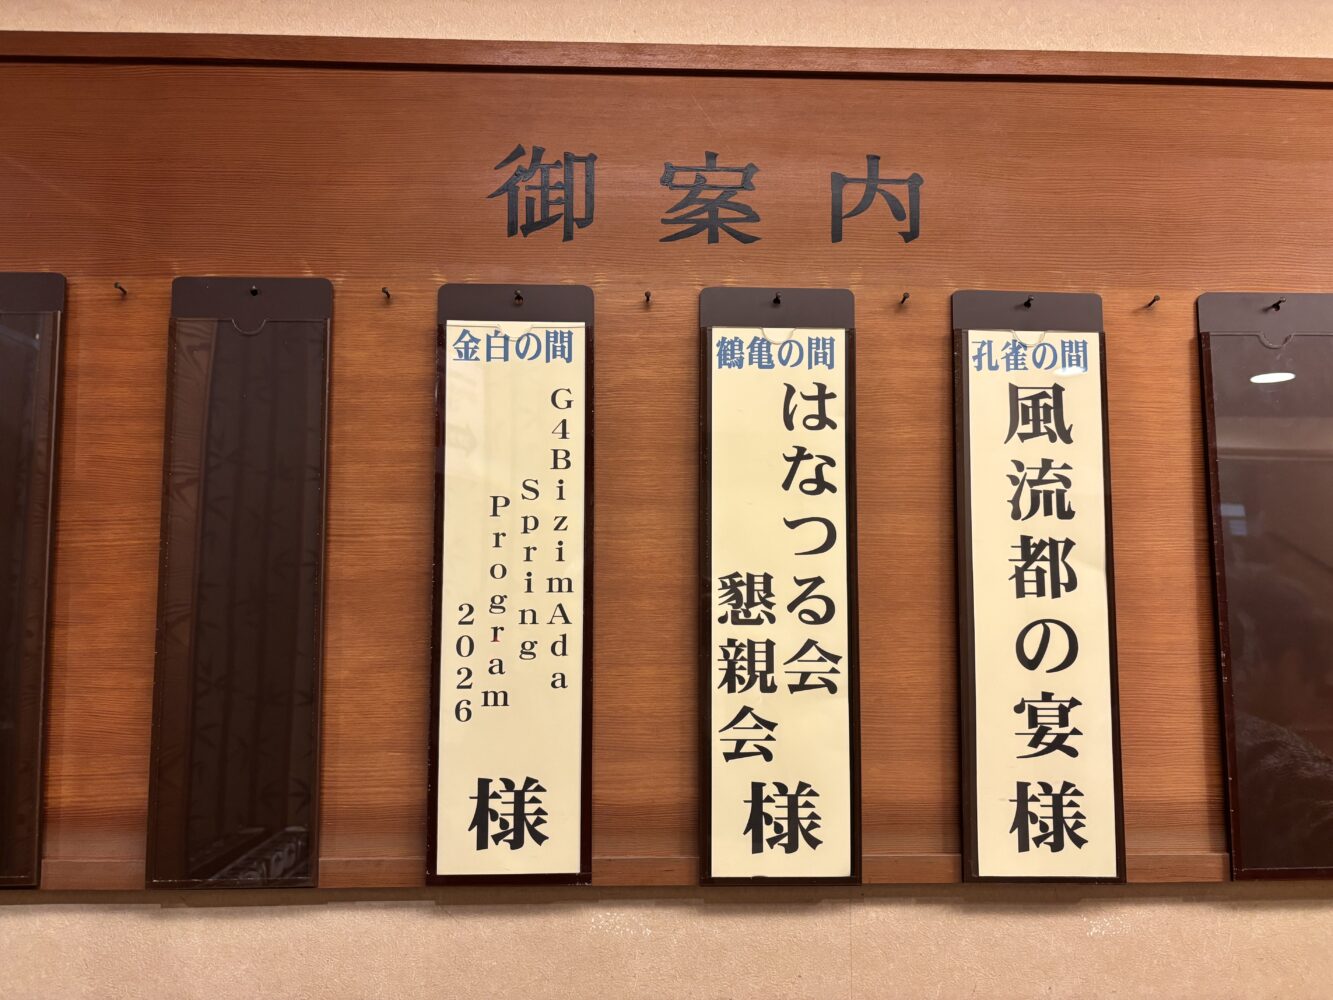 御案内
孔雀の間
風流都の宴様
鶴亀の間
はなつる会
懇親会
様
金白の間
G4BizimAda
Spring
Program
2026
様